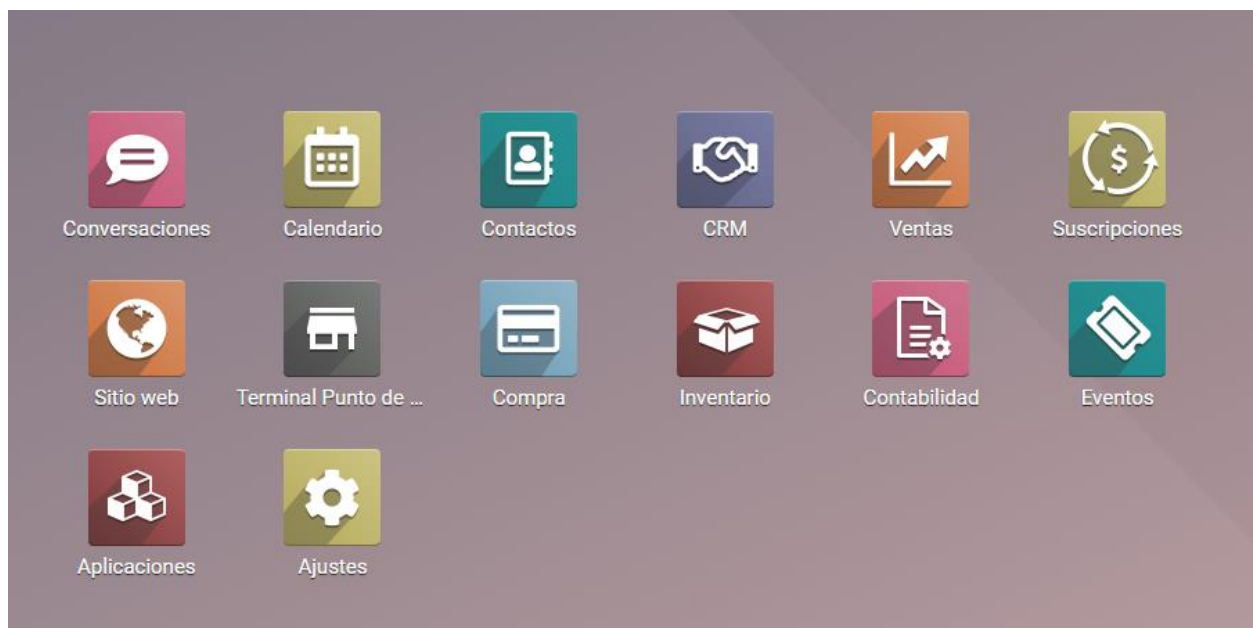 Conversaciones Calendario Contactos CRM Ventas Suscripciones
Sitio web Terminal Punto de ... Compra Inventario Contabilidad Eventos
Aplicaciones Ajustes